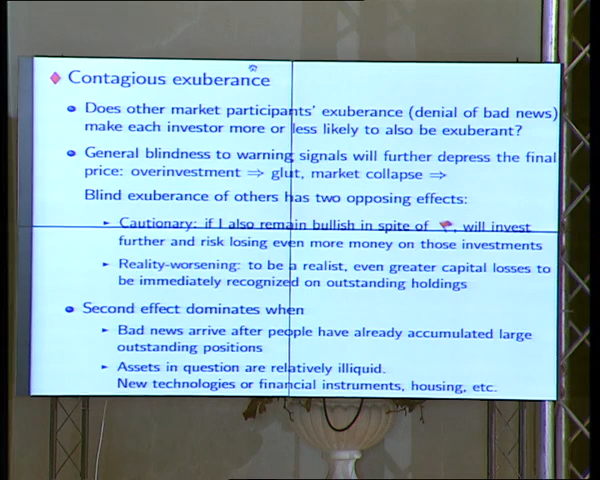 Contagious exuberance
Does other market participants' exuberance (denial of bad news)
make each investor more or less likely to also be exuberant?
General blindness to warning signals will further depress the final
price: overinvestment ⇒ glut, market collapse ⇒
Blind exuberance of others has two opposing effects:
Cautionary: if I also remain bullish in spite of , will invest
further and risk losing even more money on those investments
Reality-worsening: to be a realist, even greater capital losses to
be immediately recognized on outstanding holdings
Second effect dominates when
Bad news arrive after people have already accumulated large
outstanding positions
Assets in question are relatively illiquid.
New technologies or financial instruments, housing, etc.